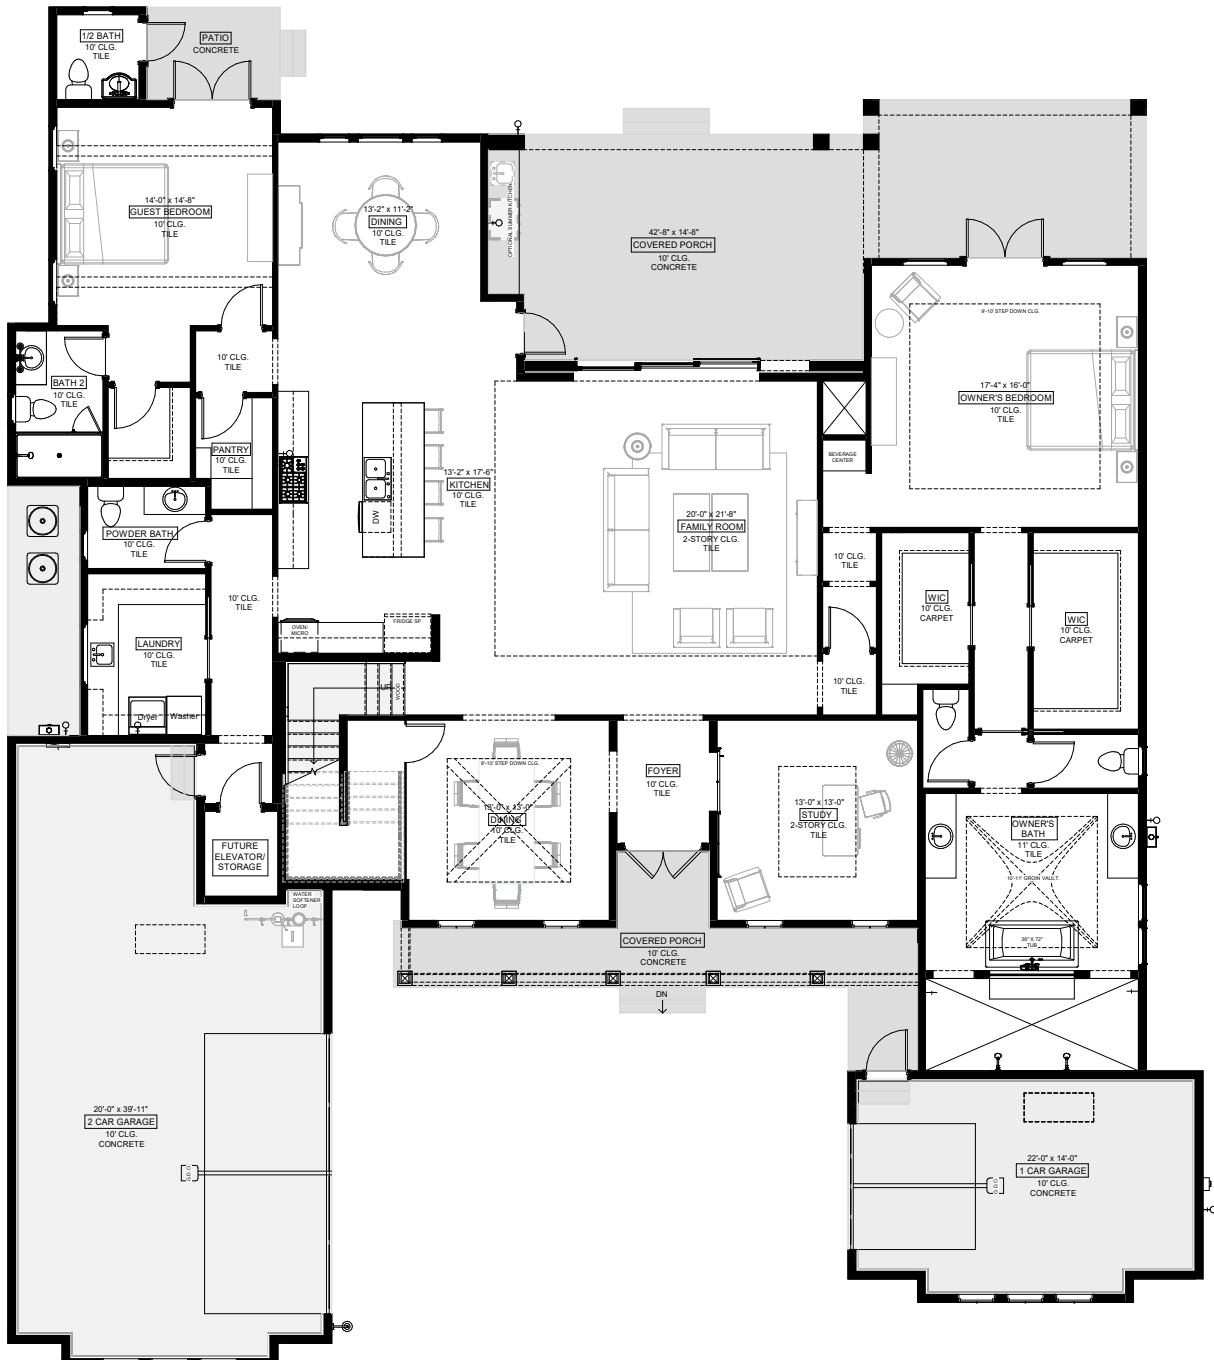 1/2 BATH
10' CLG.
TILE
PATIO
CONCRETE
14'-0" x 14'-8"
GUEST BEDROOM
10' CLG.
TILE
13'-2" x 11'-2"
DINING
10' CLG.
TILE
OPTIONAL SUMMER KITCHEN
42'-8" x 14'-8"
COVERED PORCH
10' CLG.
CONCRETE
9'-10' STEP DOWN CLG.
17'-4" x 16'-0"
OWNER'S BEDROOM
10' CLG.
TILE
10' CLG.
TILE
BATH 2
10' CLG.
TILE
PANTRY
10' CLG.
TILE
13'-2" x 17'-6"
KITCHEN
10' CLG.
TILE
DW
BEVERAGE
CENTER
20'-0" x 21'-8"
FAMILY ROOM
2-STORY CLG.
TILE
POWDER BATH
10' CLG.
TILE
10' CLG.
TILE
10' CLG.
TILE
WIC
10' CLG.
CARPET
WIC
10' CLG.
CARPET
LAUNDRY
10' CLG.
TILE
Dryer
Washer
OVEN/
MICRO
FRIDGE SP
UP
WOOD
10' CLG.
TILE
9'-10' STEP DOWN CLG.
13'-0" x 13'-0"
DINING
10' CLG.
TILE
FOYER
10' CLG.
TILE
13'-0" x 13'-0"
STUDY
2-STORY CLG.
TILE
OWNER'S
BATH
11' CLG.
TILE
10'-11' GROIN VAULT.
36" X 72"
TUB
FUTURE
ELEVATOR/
STORAGE
WATER
SOFTENER
LOOP
COVERED PORCH
10' CLG.
CONCRETE
DN
20'-0" x 39'-11"
2 CAR GARAGE
10' CLG.
CONCRETE
G.D.O.
22'-0" x 14'-0"
1 CAR GARAGE
10' CLG.
CONCRETE
G.D.O.